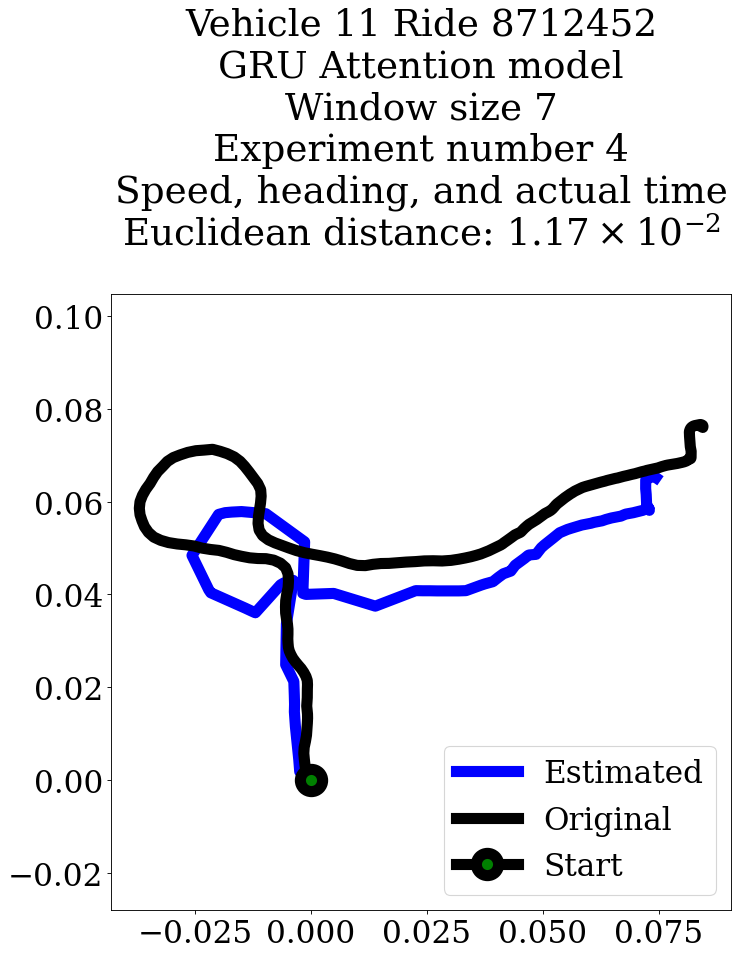 Vehicle 11 Ride 8712452
GRU Attention model
Window size 7
Experiment number 4
Speed, heading, and actual time
Euclidean distance: 1.17 × 10⁻²
0.10
0.08
0.06
0.04
0.02
0.00
−0.02
Estimated
Original
Start
−0.025 0.000 0.025 0.050 0.075